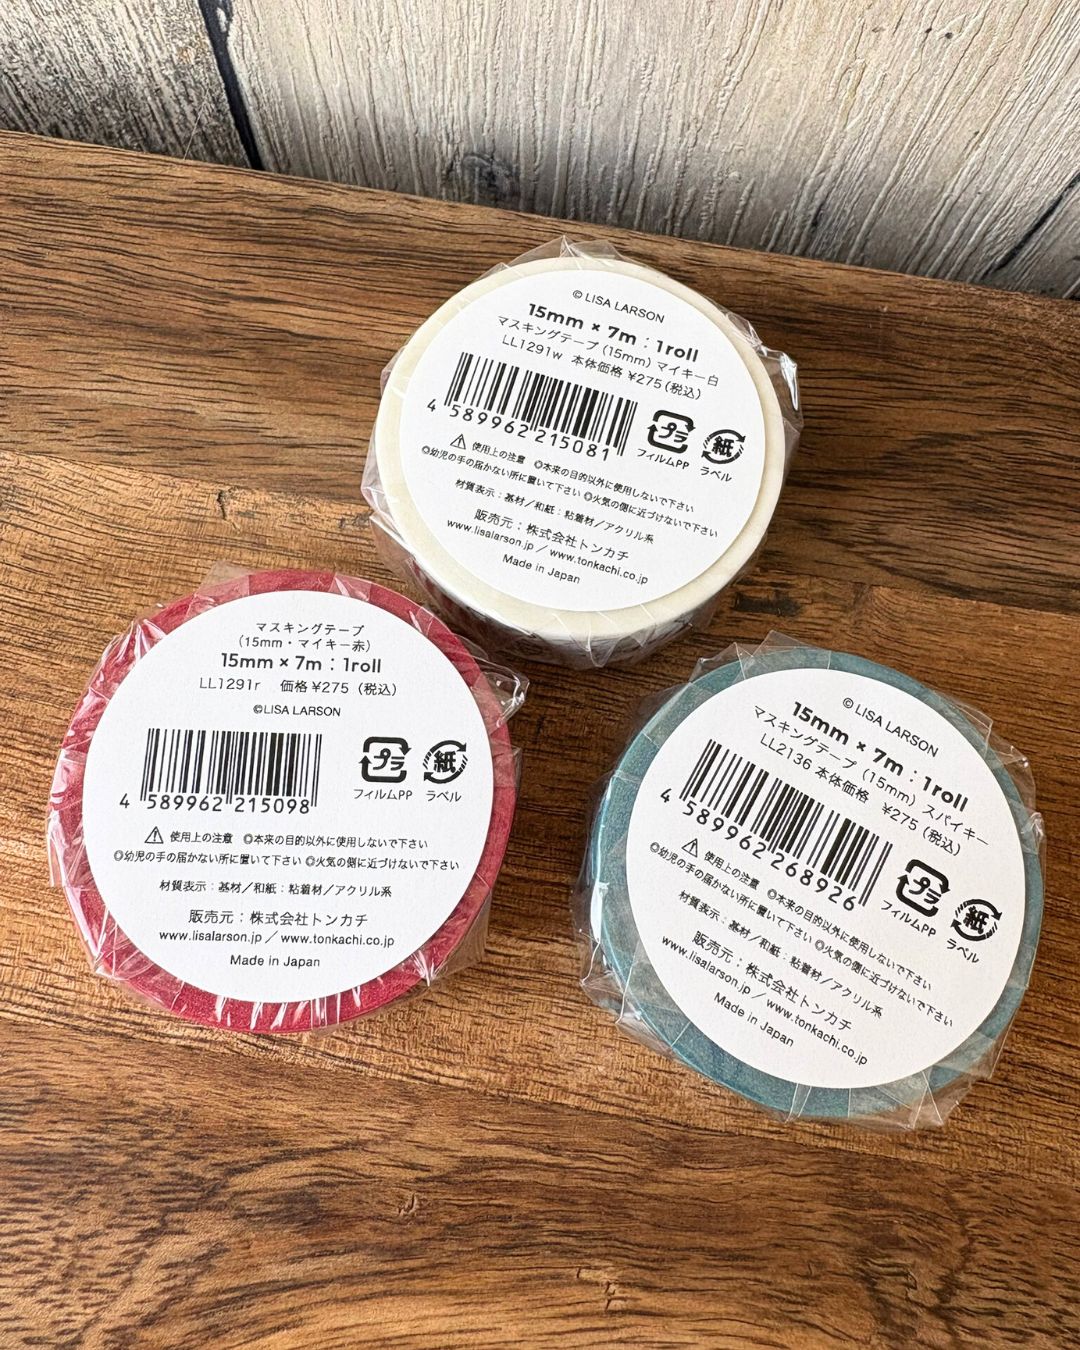 © LISA LARSON
15mm × 7m : 1roll
マスキングテープ (15mm) マイキー白
LL1291w 本体価格 ¥275 (税込)
4 589962 215081
プラ
フィルムPP
紙
ラベル
使用上の注意 ◎本来の目的以外に使用しないで下さい
◎幼児の手の届かない所に置いて下さい ◎火気の側に近づけないで下さい
材質表示:基材/和紙:粘着材/アクリル系
販売元:株式会社トンカチ
www.lisalarson.jp / www.tonkachi.co.jp
Made in Japan
マスキングテープ
(15mm・マイキー赤)
15mm × 7m : 1roll
LL1291r 価格 ¥275 (税込)
©LISA LARSON
4 589962 215098
プラ
フィルムPP
紙
ラベル
使用上の注意 ◎本来の目的以外に使用しないで下さい
◎幼児の手の届かない所に置いて下さい ◎火気の側に近づけないで下さい
材質表示:基材/和紙:粘着材/アクリル系
販売元:株式会社トンカチ
www.lisalarson.jp / www.tonkachi.co.jp
Made in Japan
© LISA LARSON
15mm × 7m : 1roll
マスキングテープ (15mm) スパイキー
LL2136 本体価格 ¥275 (税込)
4 589962 268926
プラ
フィルムPP
紙
ラベル
使用上の注意 ◎本来の目的以外に使用しないで下さい
◎幼児の手の届かない所に置いて下さい ◎火気の側に近づけないで下さい
材質表示:基材/和紙:粘着材/アクリル系
販売元:株式会社トンカチ
www.lisalarson.jp / www.tonkachi.co.jp
Made in Japan